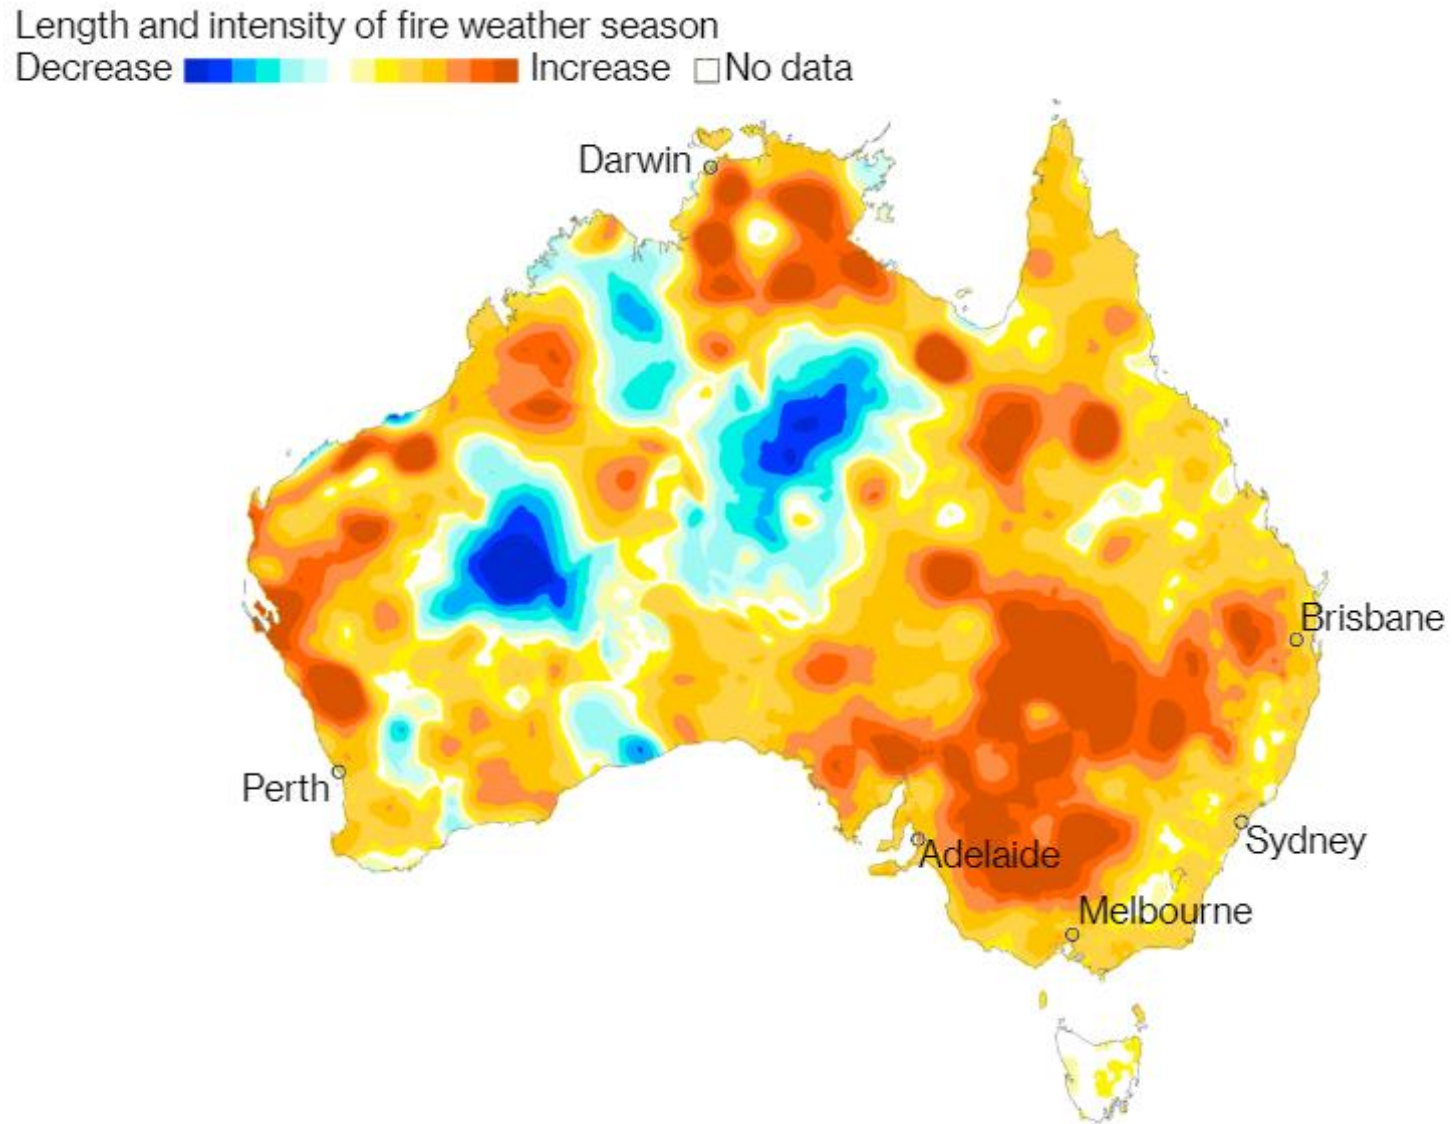 Length and intensity of fire weather season
Decrease Increase No data
Darwin
Brisbane
Perth
Sydney
Adelaide
Melbourne